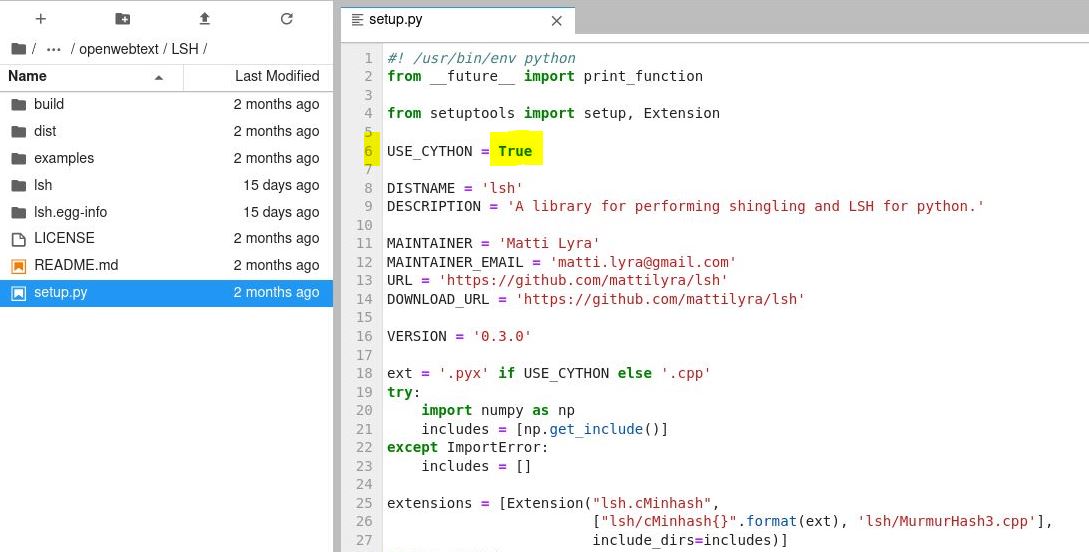 / ... / openwebtext / LSH /
Name Last Modified
build 2 months ago
dist 2 months ago
examples 2 months ago
lsh 15 days ago
lsh.egg-info 15 days ago
LICENSE 2 months ago
README.md 2 months ago
setup.py 2 months ago
setup.py
1 #! /usr/bin/env python
2 from __future__ import print_function
3
4 from setuptools import setup, Extension
5
6 USE_CYTHON = True
7
8 DISTNAME = 'lsh'
9 DESCRIPTION = 'A library for performing shingling and LSH for python.'
10
11 MAINTAINER = 'Matti Lyra'
12 MAINTAINER_EMAIL = 'matti.lyra@gmail.com'
13 URL = 'https://github.com/mattilyra/lsh'
14 DOWNLOAD_URL = 'https://github.com/mattilyra/lsh'
15
16 VERSION = '0.3.0'
17
18 ext = '.pyx' if USE_CYTHON else '.cpp'
19 try:
20     import numpy as np
21     includes = [np.get_include()]
22 except ImportError:
23     includes = []
24
25 extensions = [Extension("lsh.cMinhash",
26                         ["lsh/cMinhash{}".format(ext), 'lsh/MurmurHash3.cpp'],
27                         include_dirs=includes)]